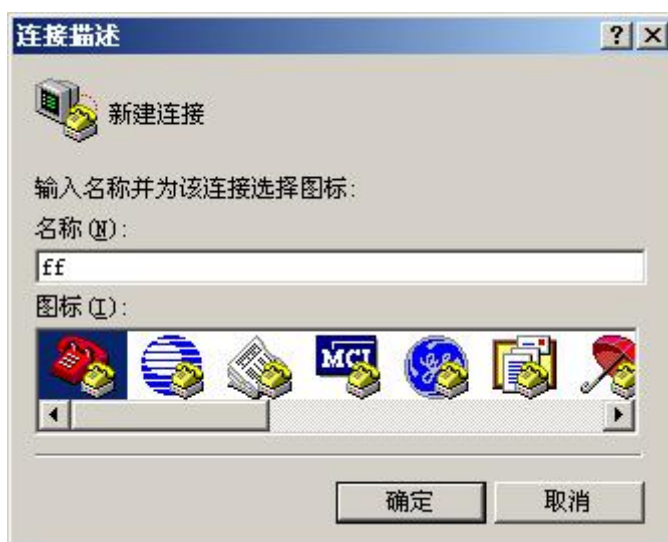 连接描述
新建连接
输入名称并为该连接选择图标:
名称(N):
ff
图标(I):
MCI
确定 取消